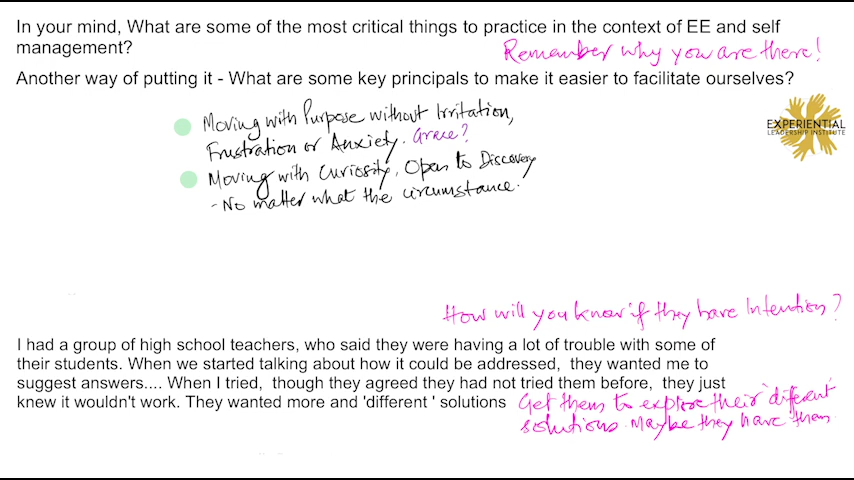 In your mind, What are some of the most critical things to practice in the context of EE and self
management?
Remember why you are there!
Another way of putting it - What are some key principals to make it easier to facilitate ourselves?
Moving with Purpose without Irritation,
Frustration or Anxiety. Grace?
Moving with Curiosity, Open to Discovery
- No matter what the circumstance.
EXPERIENTIAL
LEADERSHIP INSTITUTE
How will you know if they have Intention?
I had a group of high school teachers, who said they were having a lot of trouble with some of
their students. When we started talking about how it could be addressed, they wanted me to
suggest answers.... When I tried, though they agreed they had not tried them before, they just
knew it wouldn't work. They wanted more and 'different ' solutions
Get them to explore their 'different'
solutions. Maybe they have them